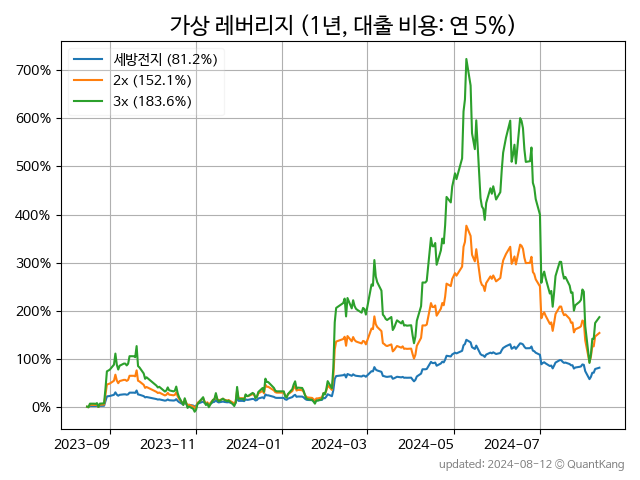 가상 레버리지 (1년, 대출 비용: 연 5%)
세방전지 (81.2%)
2x (152.1%)
3x (183.6%)
700%
600%
500%
400%
300%
200%
100%
0%
2023-09 2023-11 2024-01 2024-03 2024-05 2024-07
updated: 2024-08-12 © QuantKang